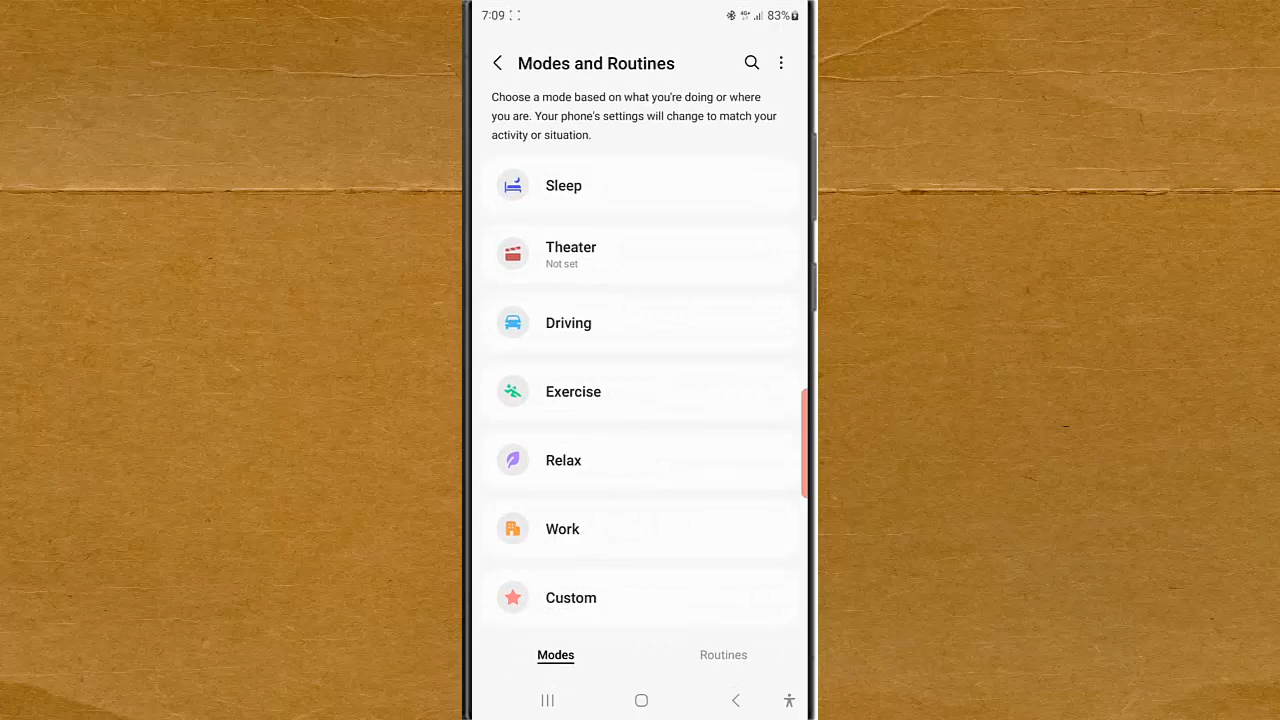 7:09
83%
Modes and Routines
Choose a mode based on what you're doing or where
you are. Your phone's settings will change to match your
activity or situation.
Sleep
Theater
Not set
Driving
Exercise
Relax
Work
Custom
Modes
Routines